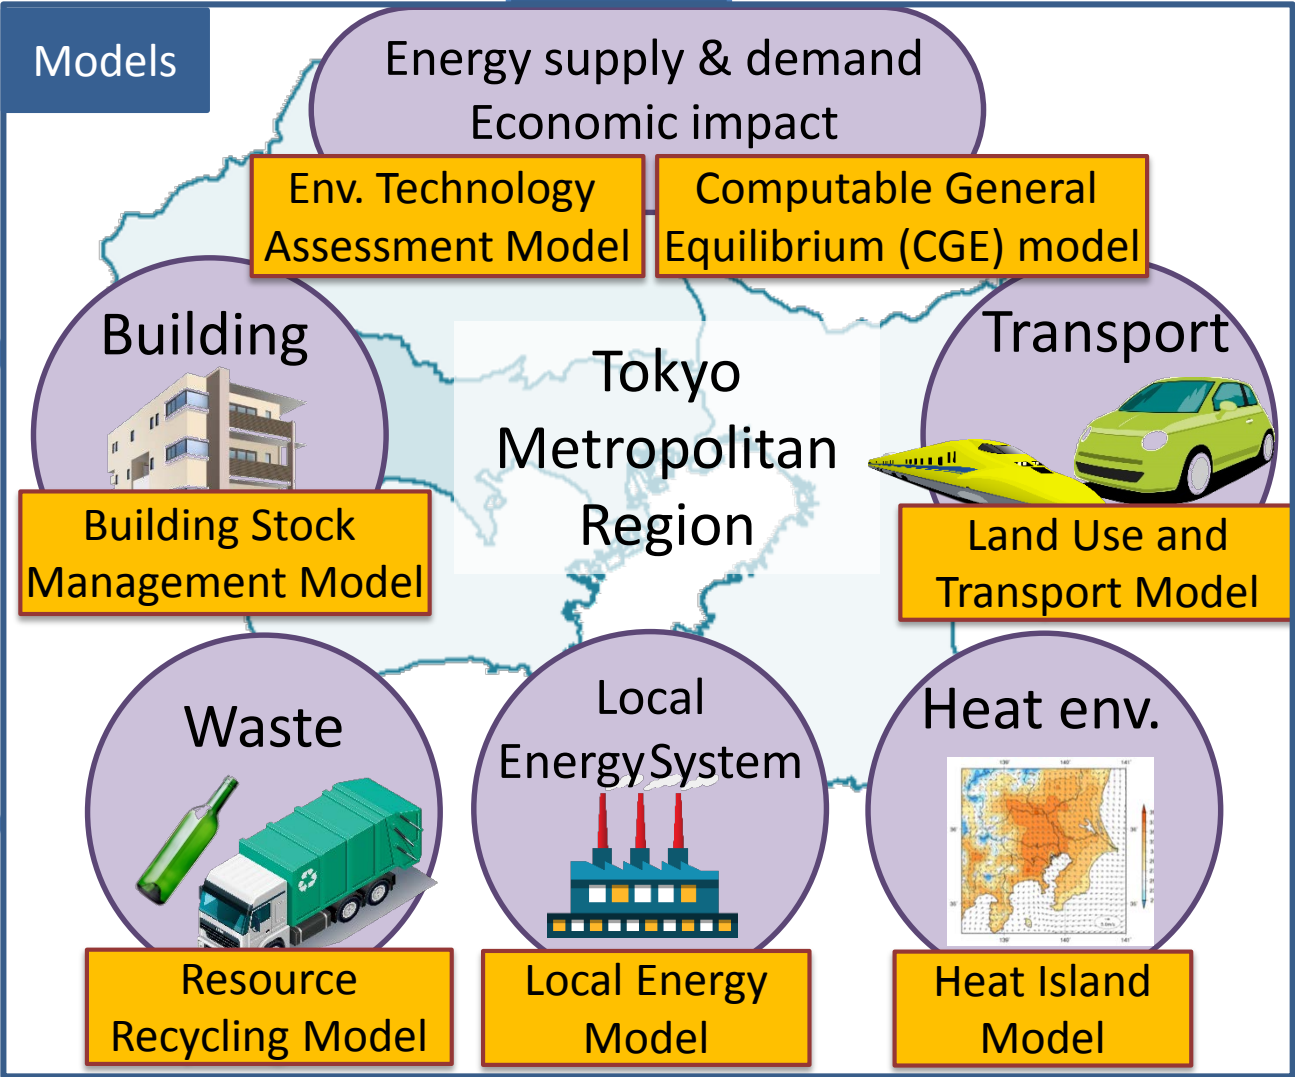 Models
Energy supply & demand
Economic impact
Env. Technology
Assessment Model
Computable General
Equilibrium (CGE) model
Building
Building Stock
Management Model
Tokyo
Metropolitan
Region
Transport
Land Use and
Transport Model
Waste
Resource
Recycling Model
Local
Energy System
Local Energy
Model
Heat env.
Heat Island
Model